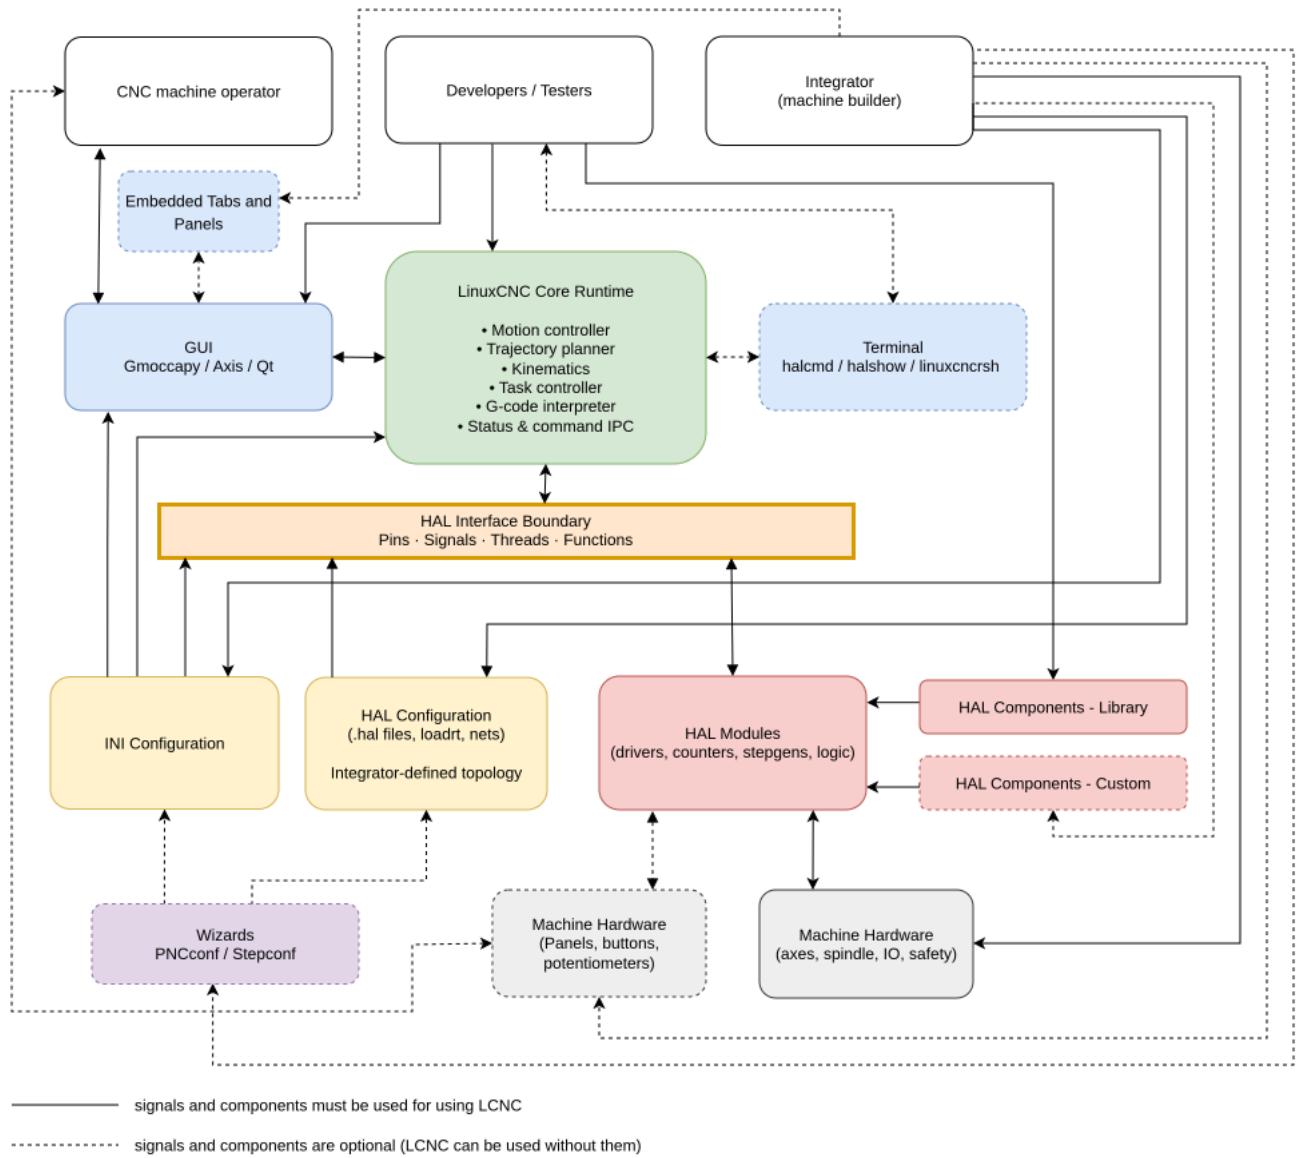 CNC machine operator
Developers / Testers
Integrator
(machine builder)
Embedded Tabs and
Panels
LinuxCNC Core Runtime
• Motion controller
• Trajectory planner
• Kinematics
• Task controller
• G-code interpreter
• Status & command IPC
GUI
Gmoccapy / Axis / Qt
Terminal
halcmd / halshow / linuxcncrsh
HAL Interface Boundary
Pins · Signals · Threads · Functions
INI Configuration
HAL Configuration
(.hal files, loadrt, nets)
Integrator-defined topology
HAL Modules
(drivers, counters, stepgens, logic)
HAL Components - Library
HAL Components - Custom
Wizards
PNCconf / Stepconf
Machine Hardware
(Panels, buttons,
potentiometers)
Machine Hardware
(axes, spindle, IO, safety)
signals and components must be used for using LCNC
signals and components are optional (LCNC can be used without them)